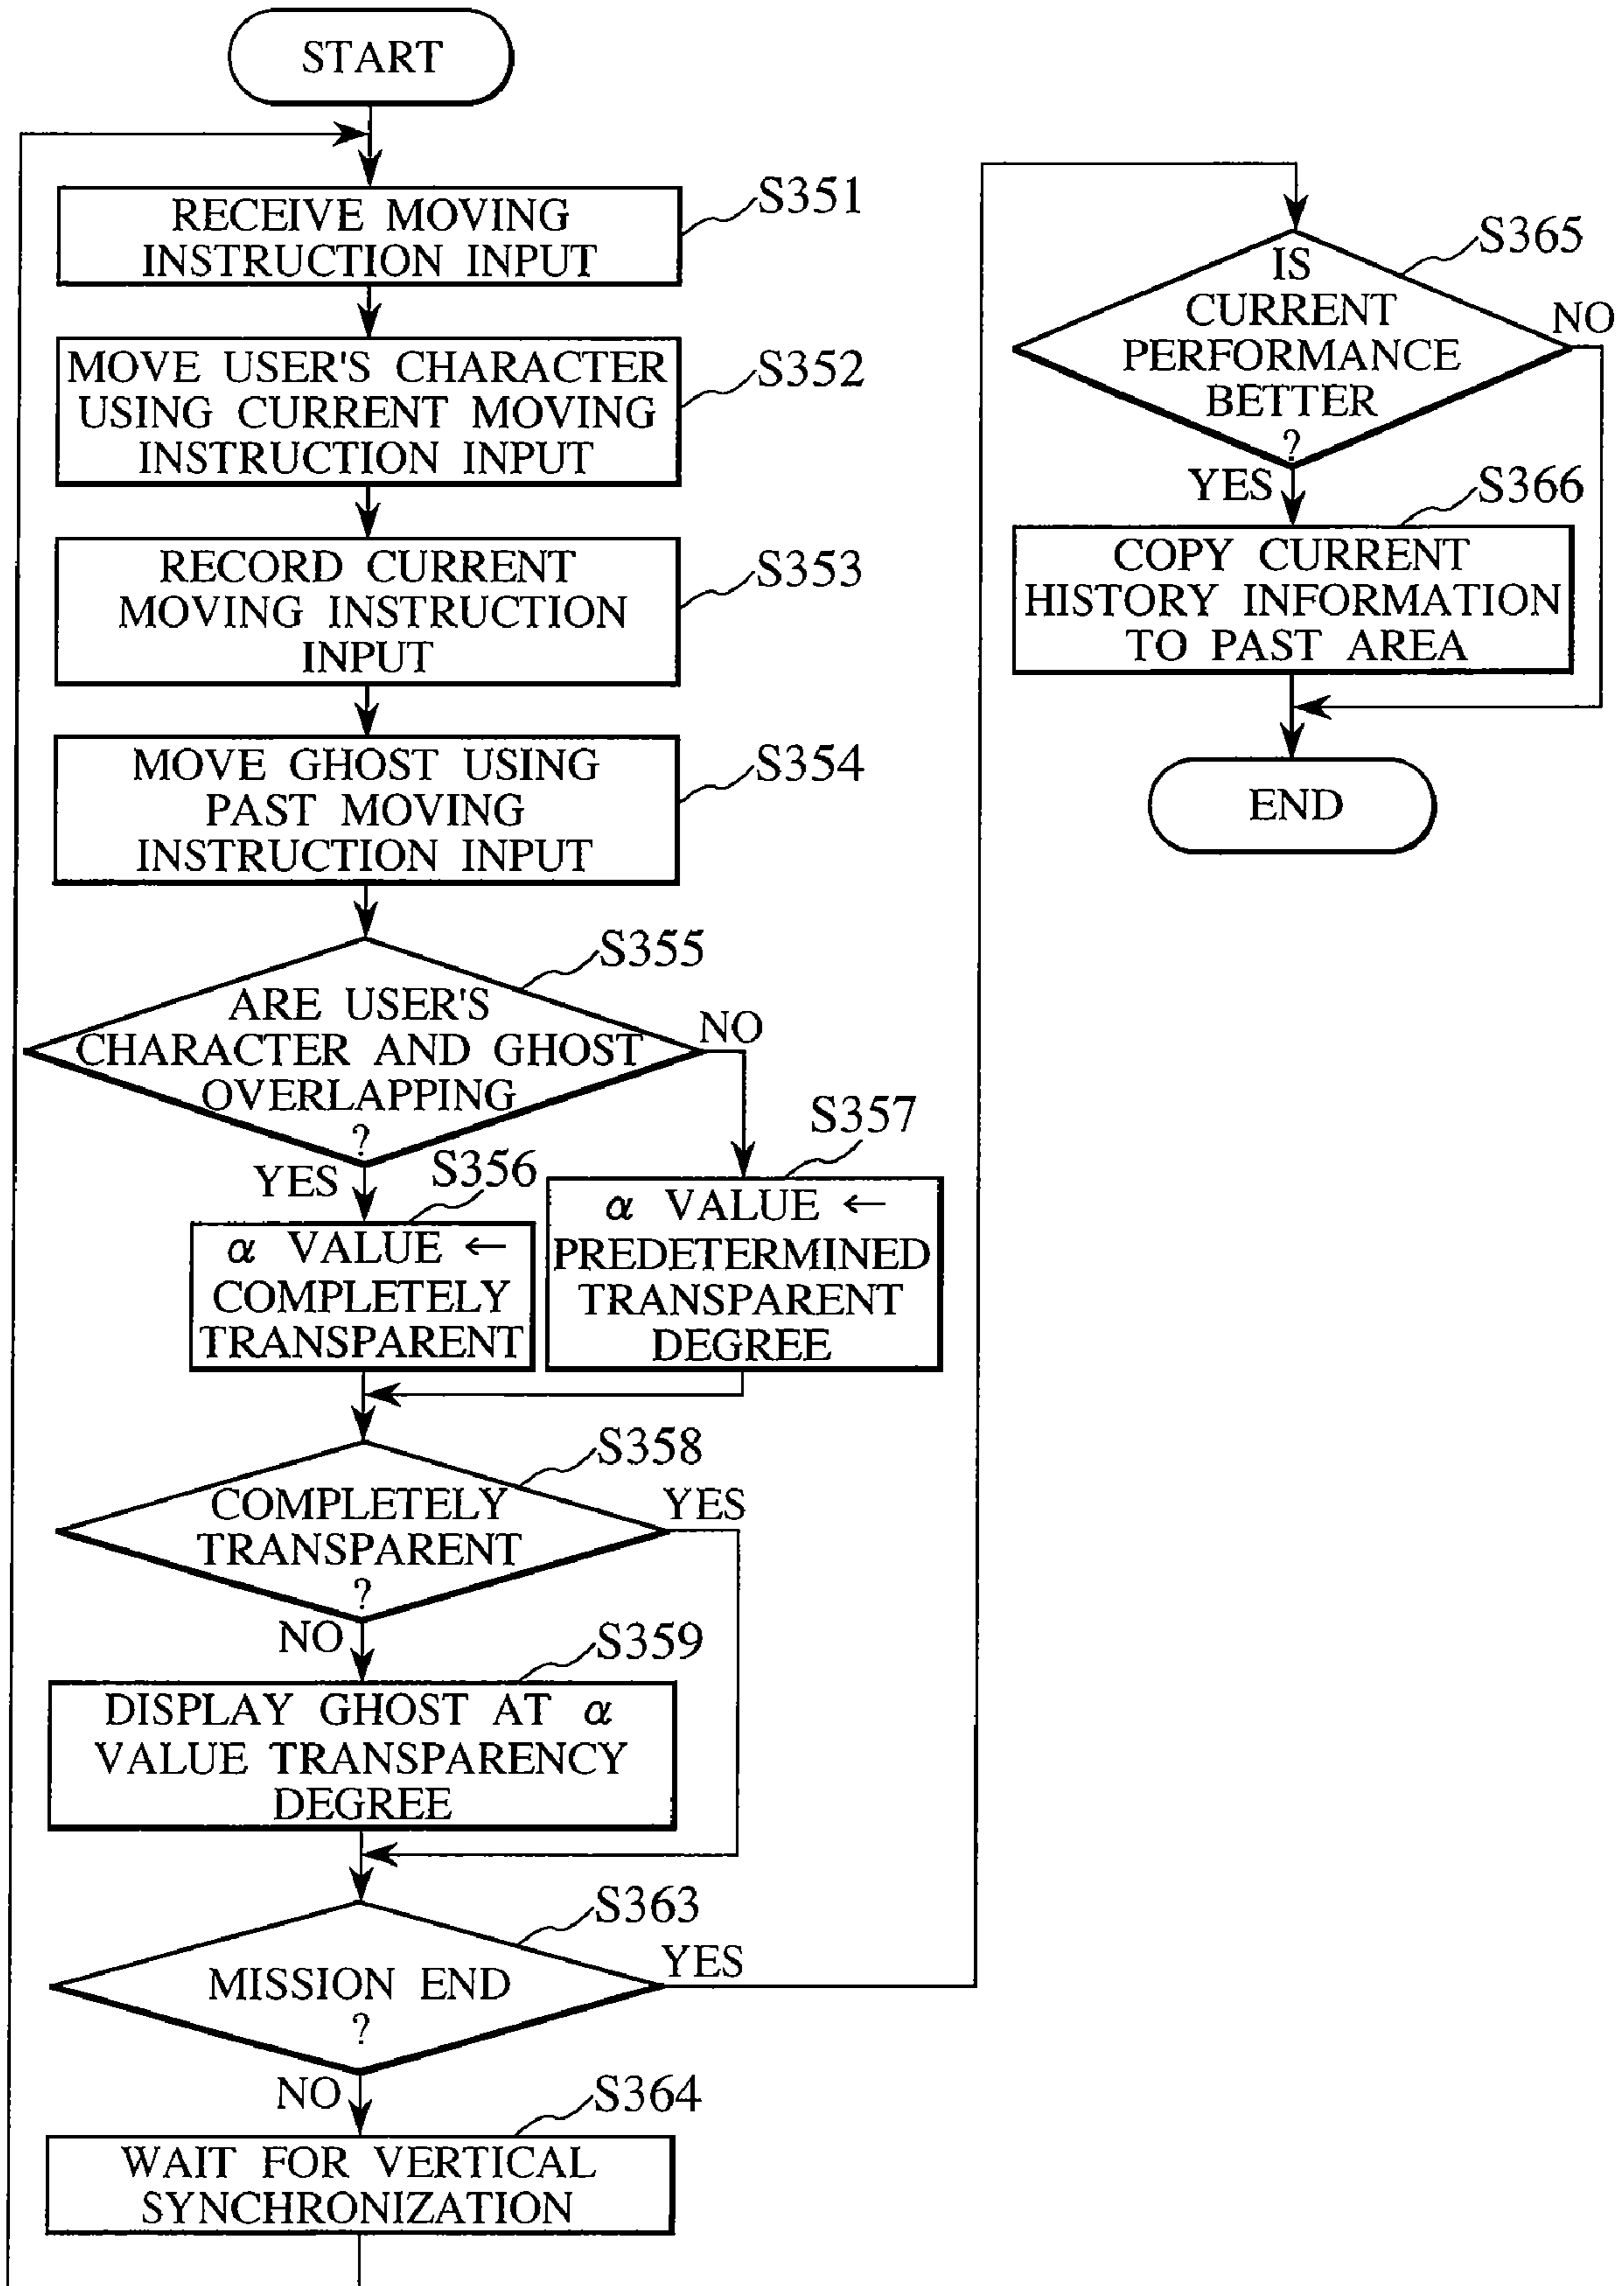 START
RECEIVE MOVING
INSTRUCTION INPUT
S351
MOVE USER'S CHARACTER
USING CURRENT MOVING
INSTRUCTION INPUT
S352
RECORD CURRENT
MOVING INSTRUCTION
INPUT
S353
MOVE GHOST USING
PAST MOVING
INSTRUCTION INPUT
S354
ARE USER'S
CHARACTER AND GHOST
OVERLAPPING
?
S355
NO
YES
S356
α VALUE ←
COMPLETELY
TRANSPARENT
S357
α VALUE ←
PREDETERMINED
TRANSPARENT
DEGREE
COMPLETELY
TRANSPARENT
?
S358
YES
NO
S359
DISPLAY GHOST AT α
VALUE TRANSPARENCY
DEGREE
S363
MISSION END
?
YES
NO
S364
WAIT FOR VERTICAL
SYNCHRONIZATION
S365
IS
CURRENT
PERFORMANCE
BETTER
?
NO
YES
S366
COPY CURRENT
HISTORY INFORMATION
TO PAST AREA
END